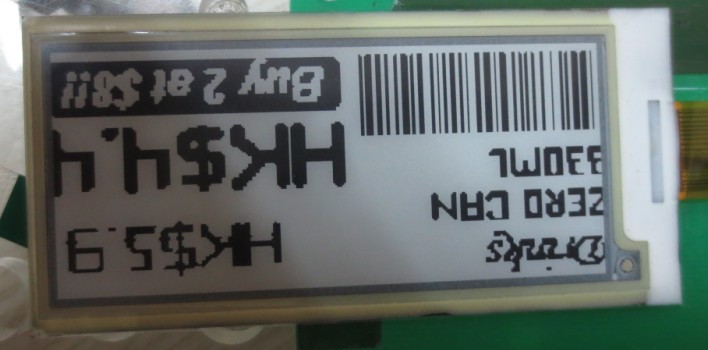 Drinks
ZERO CAN
330ML
HK$5.9
HK$4.4
Buy 2 at $8!!